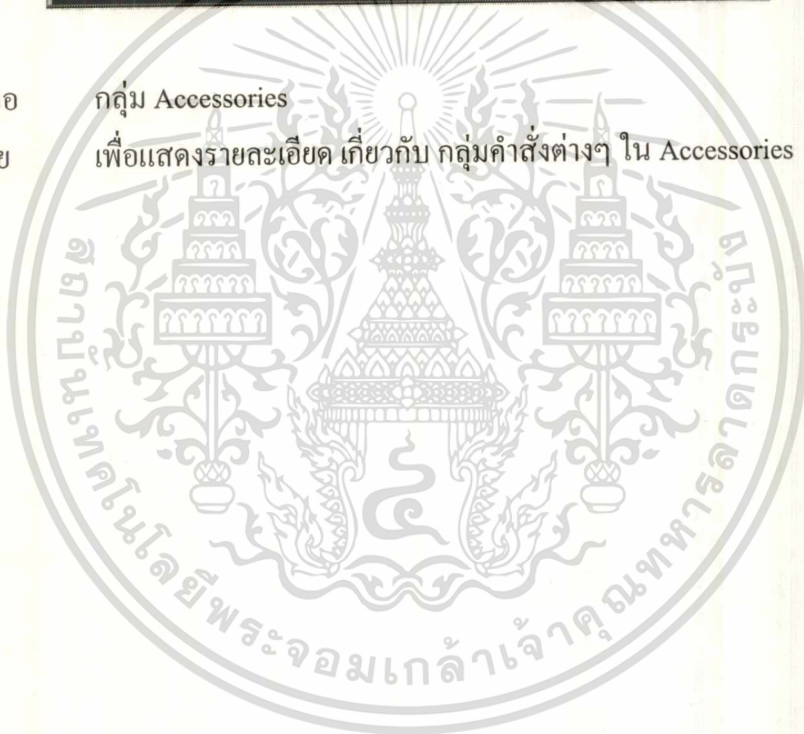 กลุ่ม Accessories
เพื่อแสดงรายละเอียด เกี่ยวกับ กลุ่มคำสั่งต่างๆ ใน Accessories
สถาบันเทคโนโลยีพระจอมเกล้าเจ้าคุณทหารลาดกระบัง